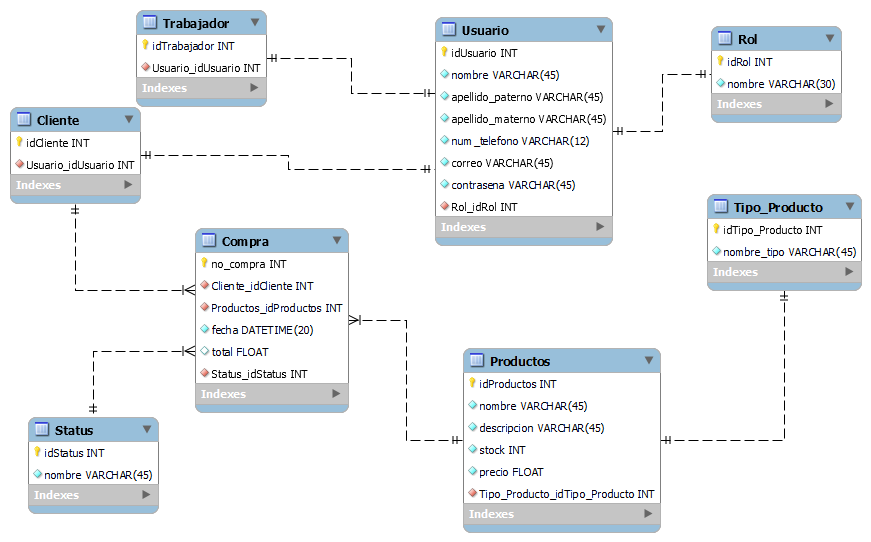 Trabajador
idTrabajador INT
Usuario_idUsuario INT
Indexes
Usuario
idUsuario INT
nombre VARCHAR(45)
apellido_paterno VARCHAR(45)
apellido_materno VARCHAR(45)
num_telefono VARCHAR(12)
correo VARCHAR(45)
contrasena VARCHAR(45)
Rol_idRol INT
Indexes
Rol
idRol INT
nombre VARCHAR(30)
Indexes
Cliente
idCliente INT
Usuario_idUsuario INT
Indexes
Tipo_Producto
idTipo_Producto INT
nombre_tipo VARCHAR(45)
Indexes
Compra
no_compra INT
Cliente_idCliente INT
Productos_idProductos INT
fecha DATETIME(20)
total FLOAT
Status_idStatus INT
Indexes
Productos
idProductos INT
nombre VARCHAR(45)
descripcion VARCHAR(45)
stock INT
precio FLOAT
Tipo_Producto_idTipo_Producto INT
Indexes
Status
idStatus INT
nombre VARCHAR(45)
Indexes